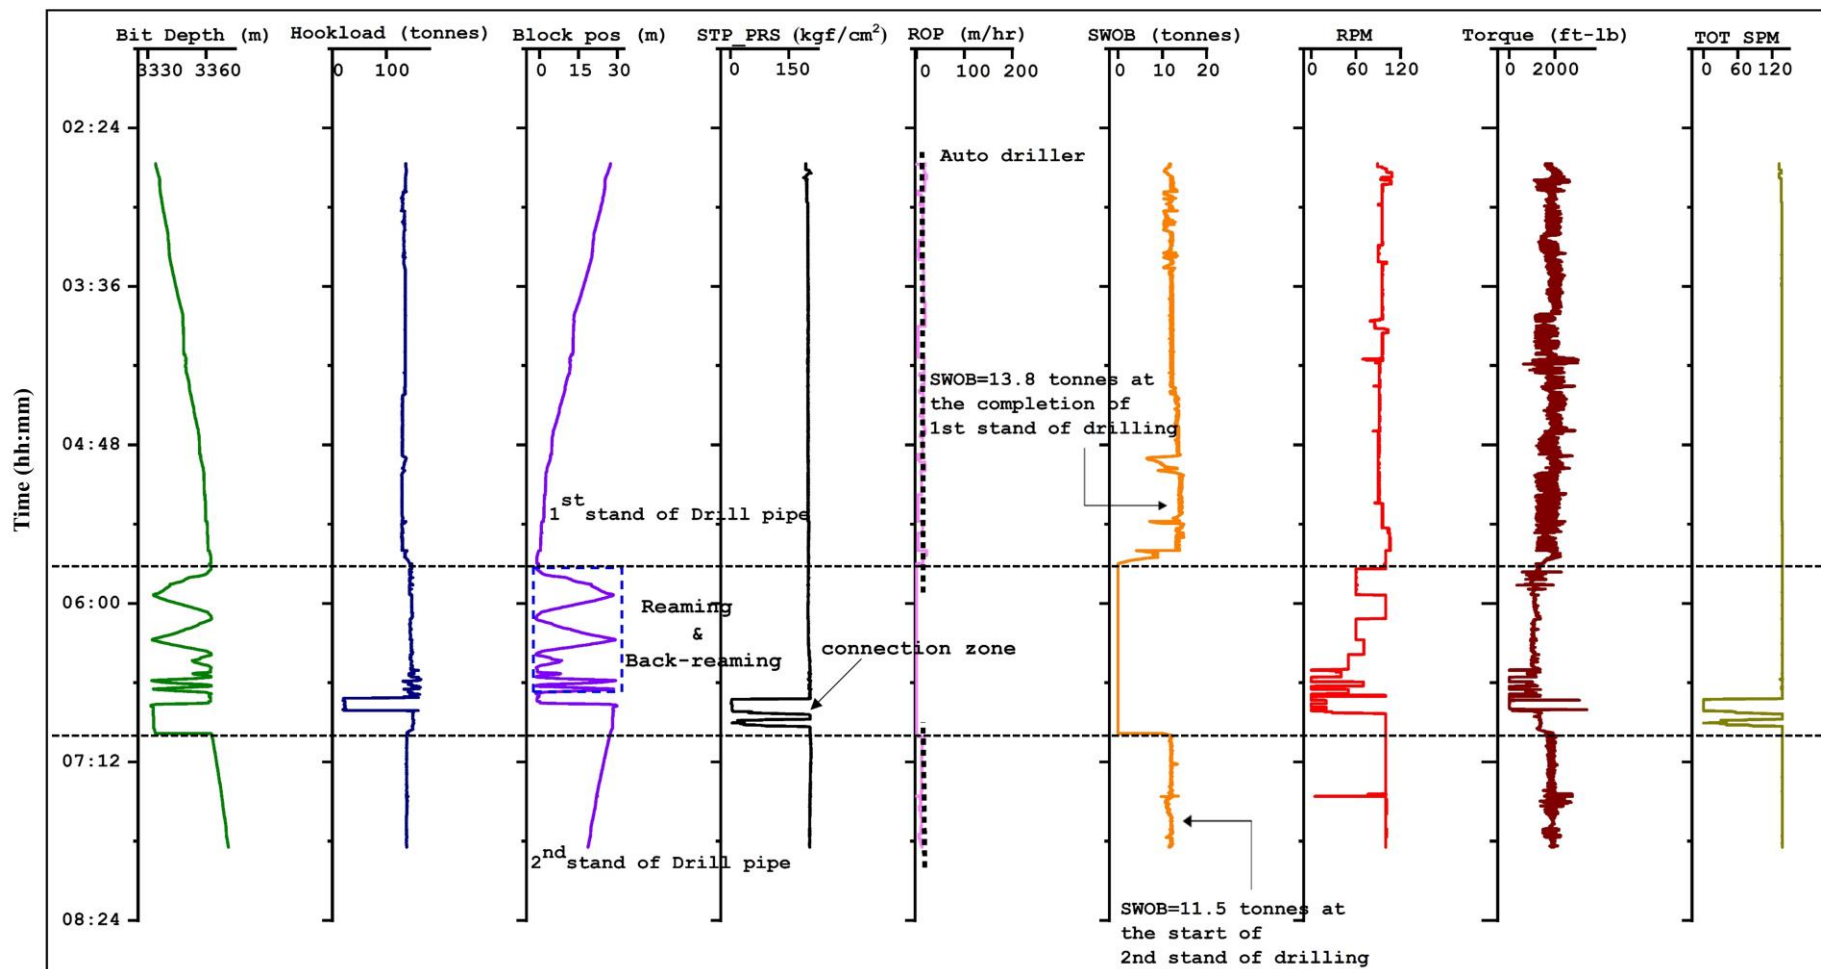 Bit Depth (m) Hookload (tonnes) Block pos (m) STP_PRS (kgf/cm²) ROP (m/hr) SWOB (tonnes) RPM Torque (ft-lb) TOT SPM
3330 3360 0 100 0 15 30 0 150 0 100 200 0 10 20 0 60 120 0 2000 0 60 120
Time (hh:mm)
02:24
Auto driller
03:36
SWOB=13.8 tonnes at
the completion of
1st stand of drilling
04:48
1st stand of Drill pipe
06:00
Reaming
&
Back-reaming
connection zone
07:12
2nd stand of Drill pipe
08:24
SWOB=11.5 tonnes at
the start of
2nd stand of drilling